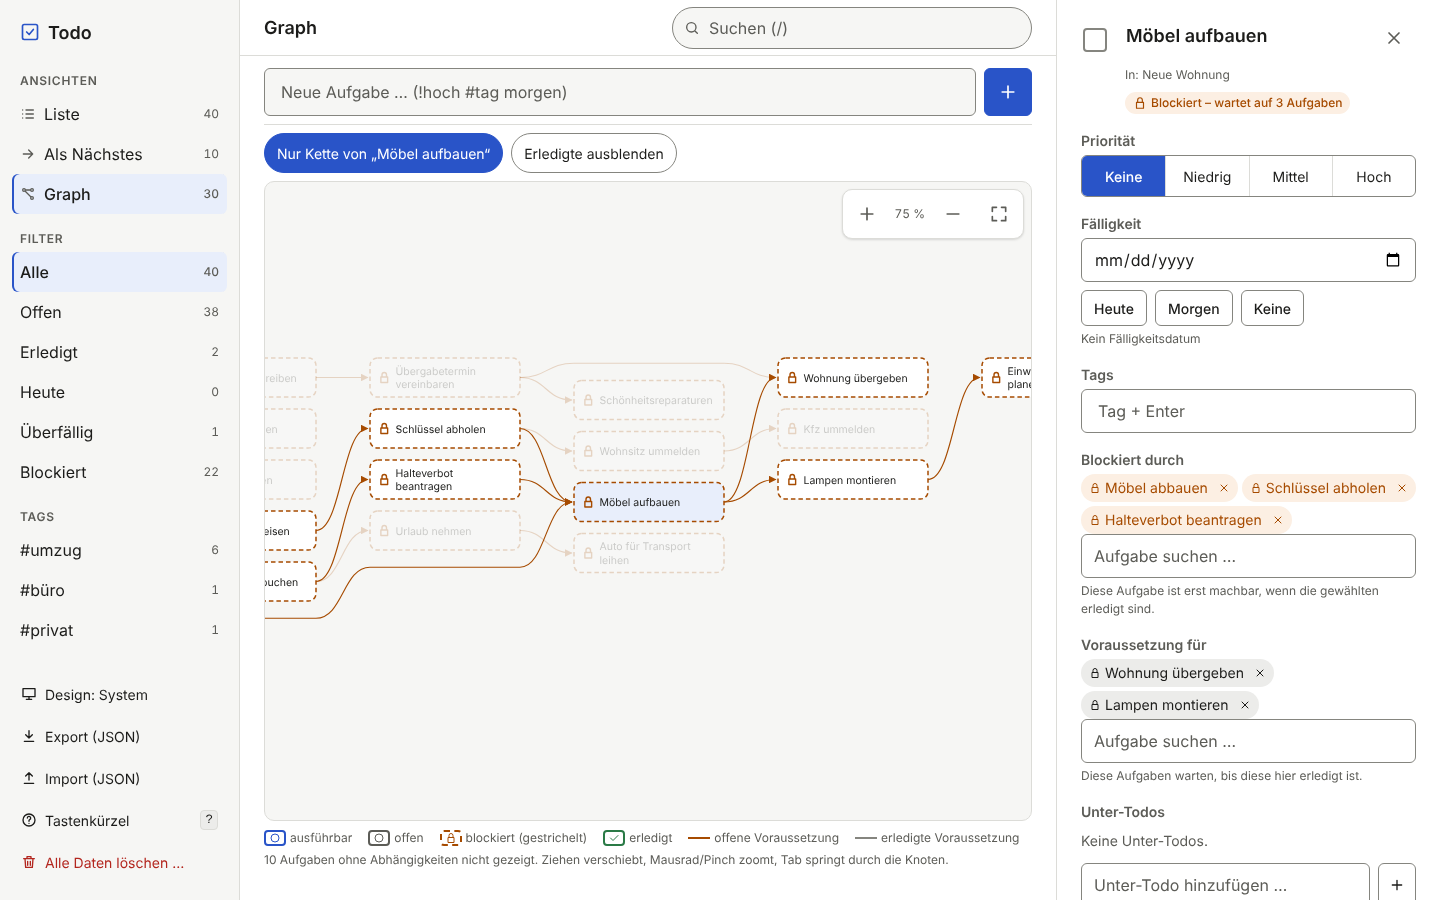 Todo
ANSICHTEN
Liste 40
Als Nächstes 10
Graph 30
FILTER
Alle 40
Offen 38
Erledigt 2
Heute 0
Überfällig 1
Blockiert 22
TAGS
#umzug 6
#büro 1
#privat 1
Design: System
Export (JSON)
Import (JSON)
Tastenkürzel ?
Alle Daten löschen ...
Graph
Suchen (/)
Neue Aufgabe ... (!hoch #tag morgen)
+
Nur Kette von „Möbel aufbauen“
Erledigte ausblenden
+ 75 % −
reiben
en
n
eisen
buchen
Übergabetermin
vereinbaren
Schlüssel abholen
Halteverbot
beantragen
Urlaub nehmen
Schönheitsreparaturen
Wohnsitz ummelden
Möbel aufbauen
Auto für Transport
leihen
Wohnung übergeben
Kfz ummelden
Lampen montieren
Einw
plane
ausführbar offen blockiert (gestrichelt) erledigt offene Voraussetzung erledigte Voraussetzung
10 Aufgaben ohne Abhängigkeiten nicht gezeigt. Ziehen verschiebt, Mausrad/Pinch zoomt, Tab springt durch die Knoten.
Möbel aufbauen
In: Neue Wohnung
Blockiert – wartet auf 3 Aufgaben
Priorität
Keine Niedrig Mittel Hoch
Fälligkeit
mm/dd/yyyy
Heute Morgen Keine
Kein Fälligkeitsdatum
Tags
Tag + Enter
Blockiert durch
Möbel abbauen × Schlüssel abholen ×
Halteverbot beantragen ×
Aufgabe suchen ...
Diese Aufgabe ist erst machbar, wenn die gewählten
erledigt sind.
Voraussetzung für
Wohnung übergeben ×
Lampen montieren ×
Aufgabe suchen ...
Diese Aufgaben warten, bis diese hier erledigt ist.
Unter-Todos
Keine Unter-Todos.
Unter-Todo hinzufügen ... +